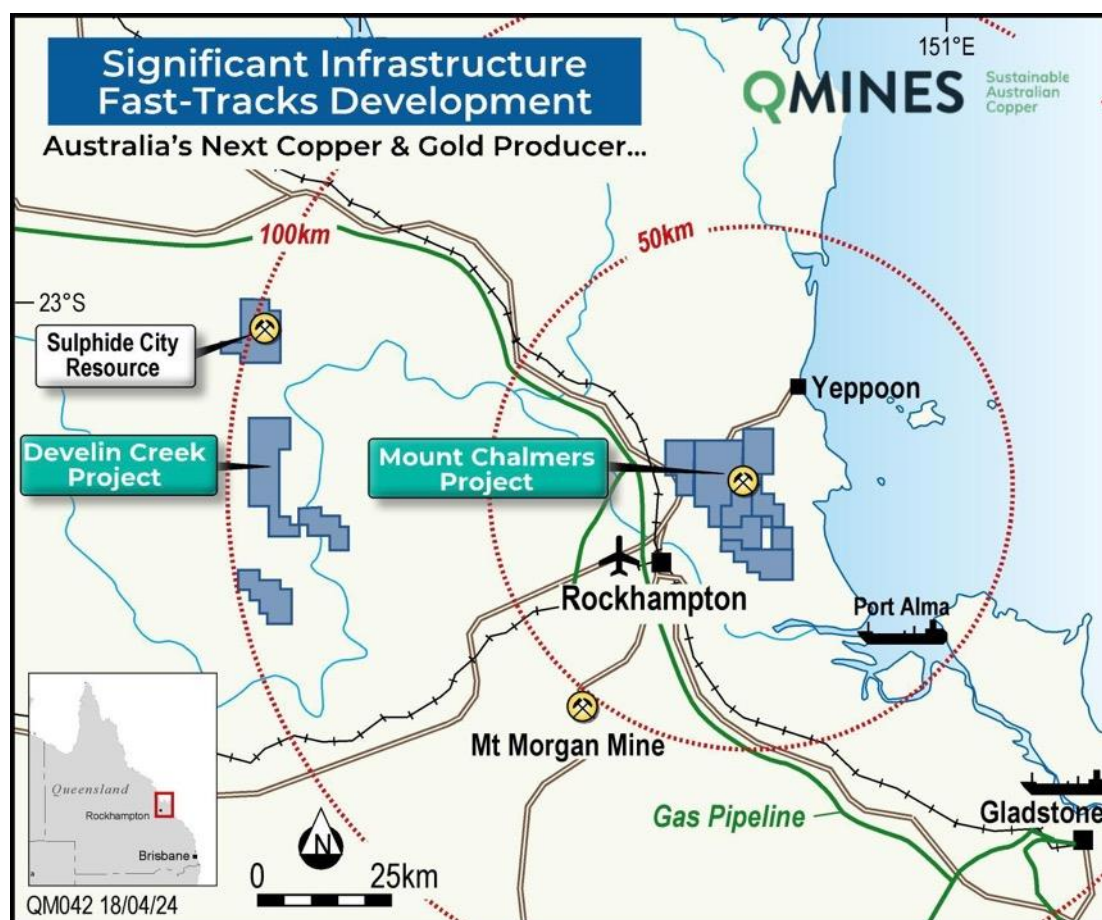 Significant Infrastructure
Fast-Tracks Development
Australia's Next Copper & Gold Producer...
151°E
QMINES
Sustainable
Australian
Copper
100km
50km
23°S
Sulphide City
Resource
Yeppoon
Develin Creek
Project
Mount Chalmers
Project
Rockhampton
Port Alma
Mt Morgan Mine
Gas Pipeline
Gladstone
Queensland
Rockhampton
Brisbane
N
0 25km
QM042 18/04/24